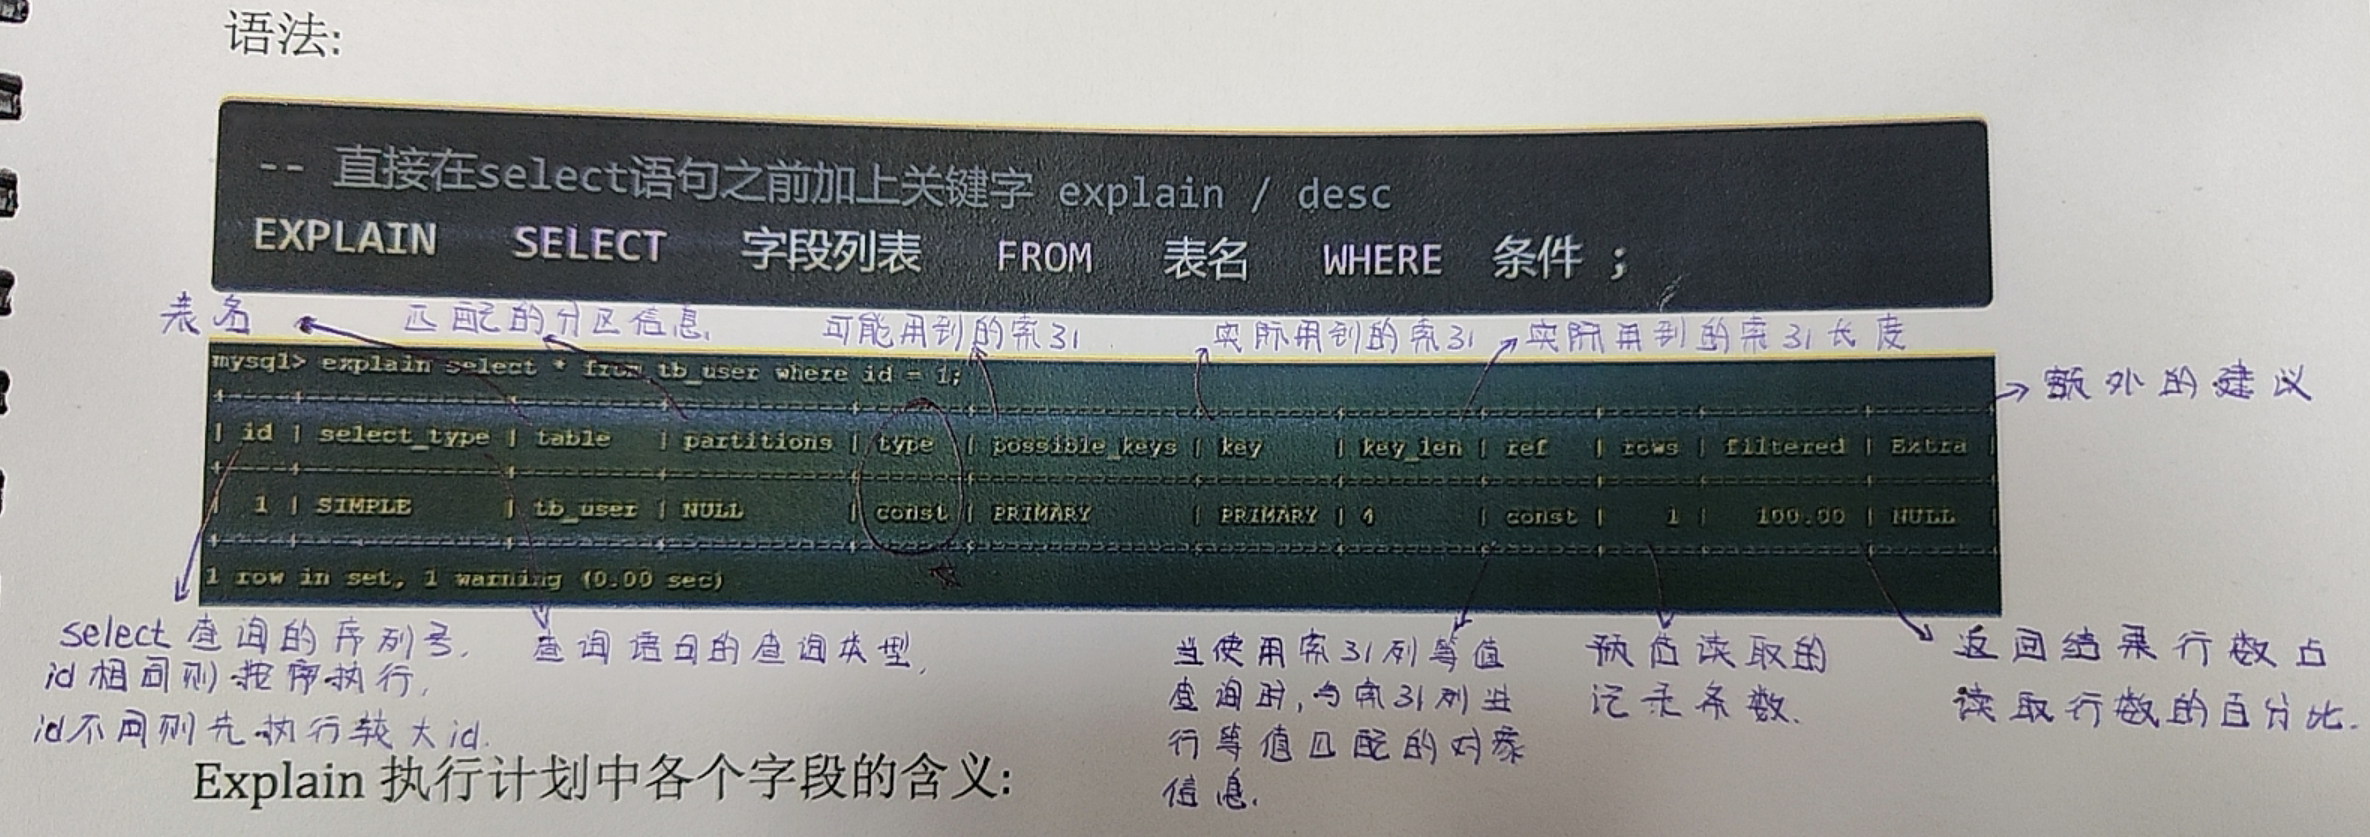 语法:
-- 直接在select语句之前加上关键字 explain / desc
EXPLAIN SELECT 字段列表 FROM 表名 WHERE 条件 ;
表名 匹配的分区信息. 可能用到的索引 实际用到的索引 实际用到的索引长度
额外的建议
mysql> explain select * from tb_user where id = 1;
| id | select_type | table | partitions | type | possible_keys | key | key_len | ref | rows | filtered | Extra |
| 1 | SIMPLE | tb_user | NULL | const | PRIMARY | PRIMARY | 4 | const | 1 | 100.00 | NULL |
1 row in set, 1 warning (0.00 sec)
select 查询的序列号.
id相同则按序执行,
id不同则先执行较大id.
查询语句的查询类型,
当使用索引列等值
查询时,与索引列进
行等值匹配的对象
信息.
预估读取的
记录条数.
返回结果行数占
读取行数的百分比.
Explain 执行计划中各个字段的含义: